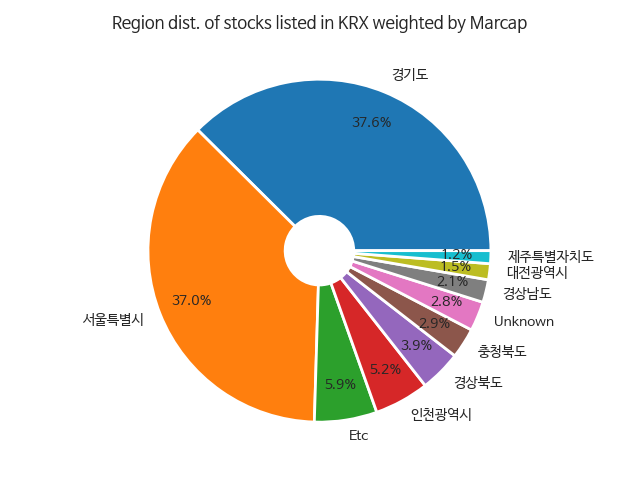 Region dist. of stocks listed in KRX weighted by Marcap
경기도
37.6%
서울특별시
37.0%
Etc
5.9%
인천광역시
5.2%
경상북도
3.9%
충청북도
2.9%
Unknown
2.8%
경상남도
2.1%
대전광역시
1.5%
제주특별자치도
1.2%